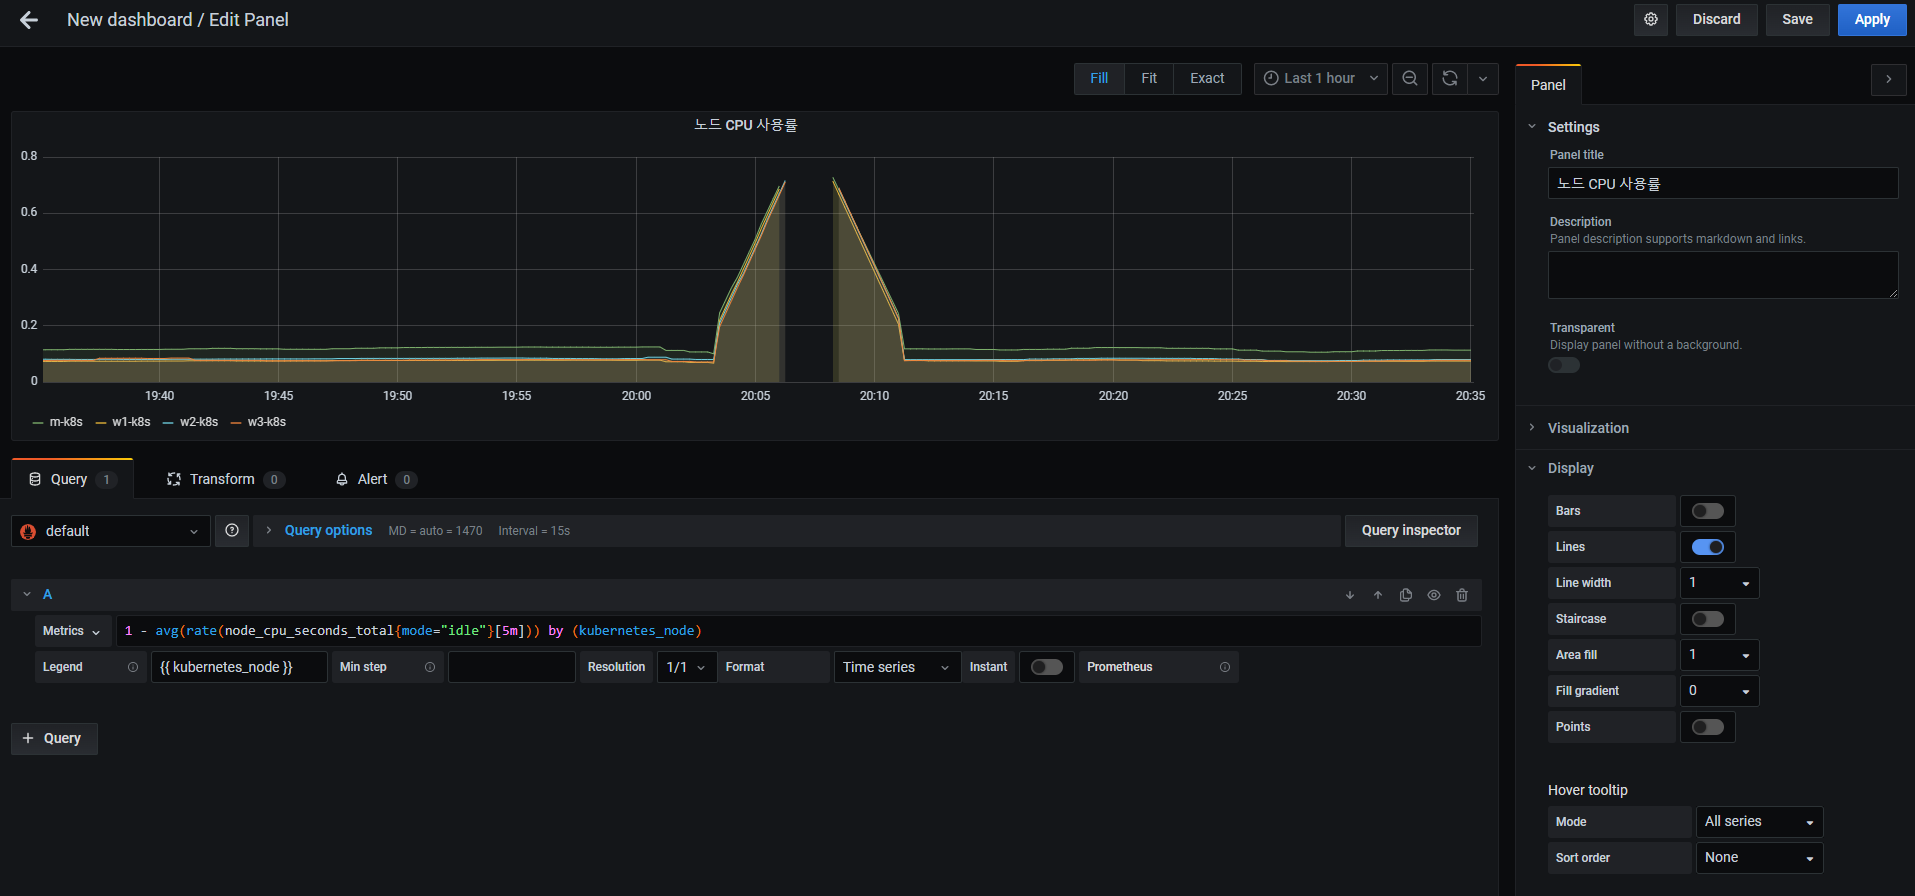 New dashboard / Edit Panel
Discard
Save
Apply
Fill
Fit
Exact
Last 1 hour
Panel
노드 CPU 사용률
0.8
0.6
0.4
0.2
0
19:40
19:45
19:50
19:55
20:00
20:05
20:10
20:15
20:20
20:25
20:30
20:35
m-k8s
w1-k8s
w2-k8s
w3-k8s
Query 1
Transform 0
Alert 0
default
Query options
MD = auto = 1470
Interval = 15s
Query inspector
A
Metrics
1 - avg(rate(node_cpu_seconds_total{mode="idle"}[5m])) by (kubernetes_node)
Legend
{{ kubernetes_node }}
Min step
Resolution
1/1
Format
Time series
Instant
Prometheus
+ Query
Settings
Panel title
노드 CPU 사용률
Description
Panel description supports markdown and links.
Transparent
Display panel without a background.
Visualization
Display
Bars
Lines
Line width
1
Staircase
Area fill
1
Fill gradient
0
Points
Hover tooltip
Mode
All series
Sort order
None